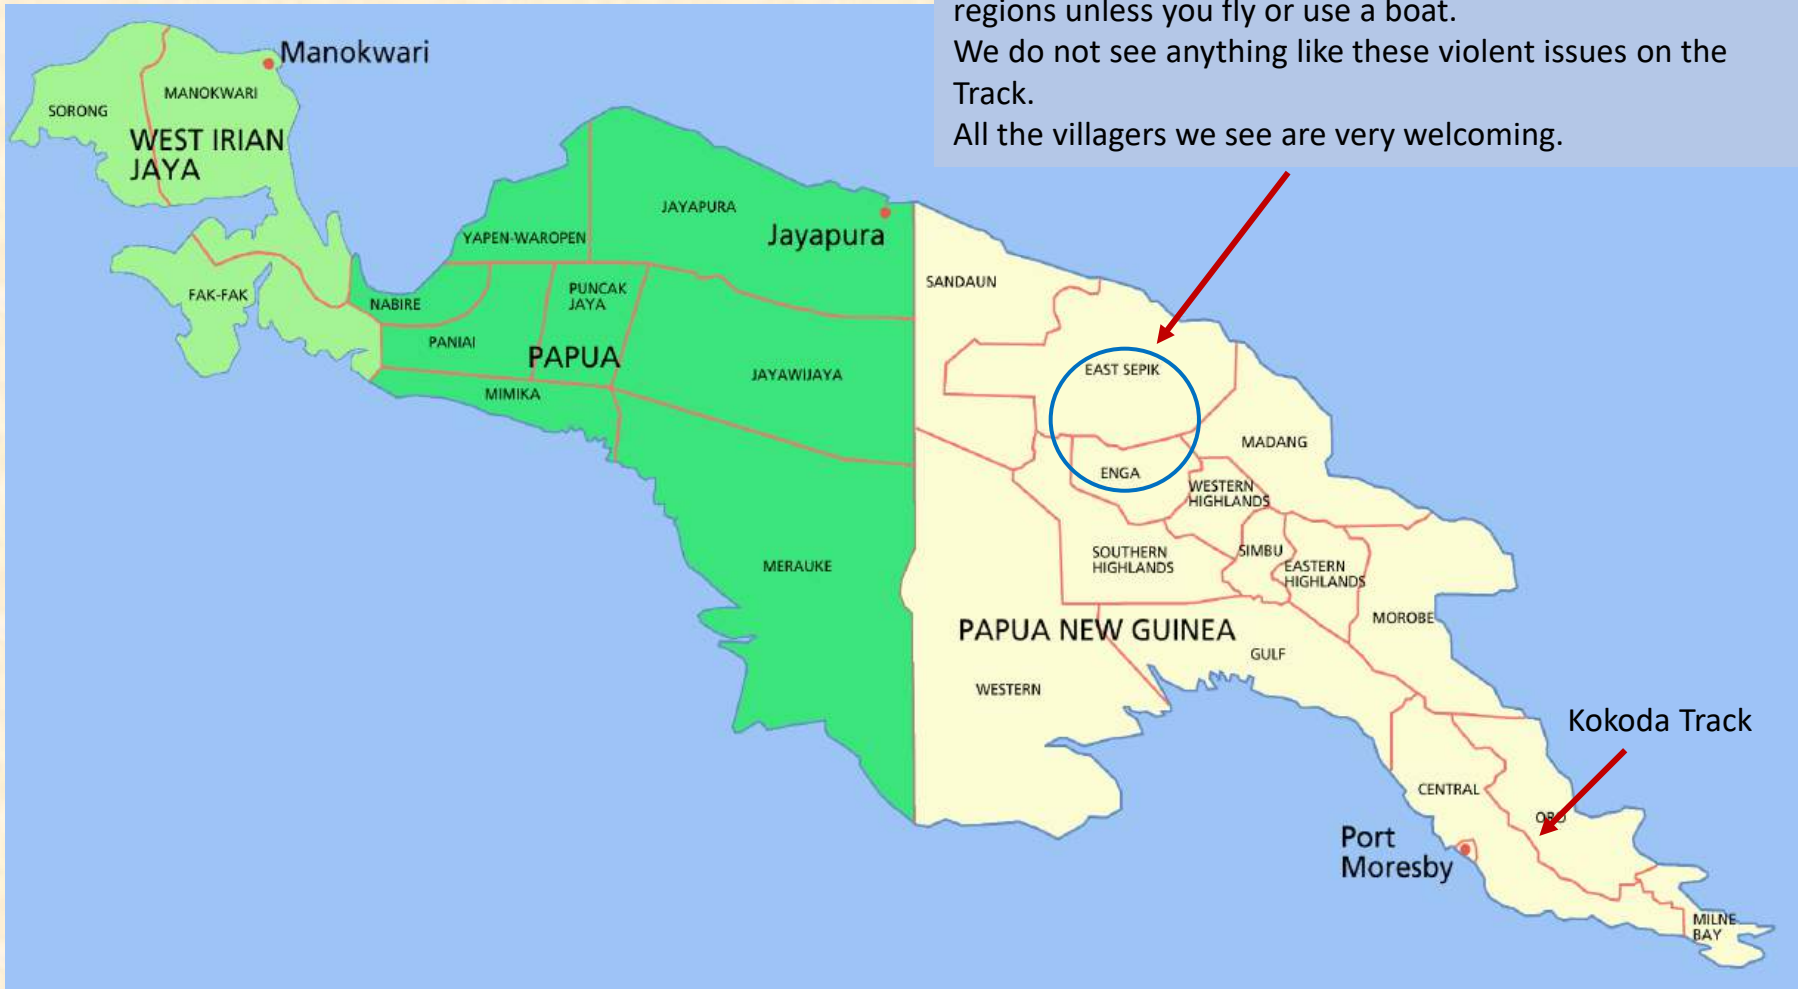 regions unless you fly or use a boat.
We do not see anything like these violent issues on the
Track.
All the villagers we see are very welcoming.
Manokwari
MANOKWARI
SORONG
WEST IRIAN
JAYA
FAK-FAK
JAYAPURA
Jayapura
YAPEN-WAROPEN
NABIRE
PUNCAK
JAYA
PANIAI
PAPUA
MIMIKA
JAYAWIJAYA
MERAUKE
SANDAUN
EAST SEPIK
MADANG
ENGA
WESTERN
HIGHLANDS
SOUTHERN
HIGHLANDS
SIMBU
EASTERN
HIGHLANDS
MOROBE
PAPUA NEW GUINEA
GULF
WESTERN
Kokoda Track
CENTRAL
ORO
Port
Moresby
MILNE
BAY